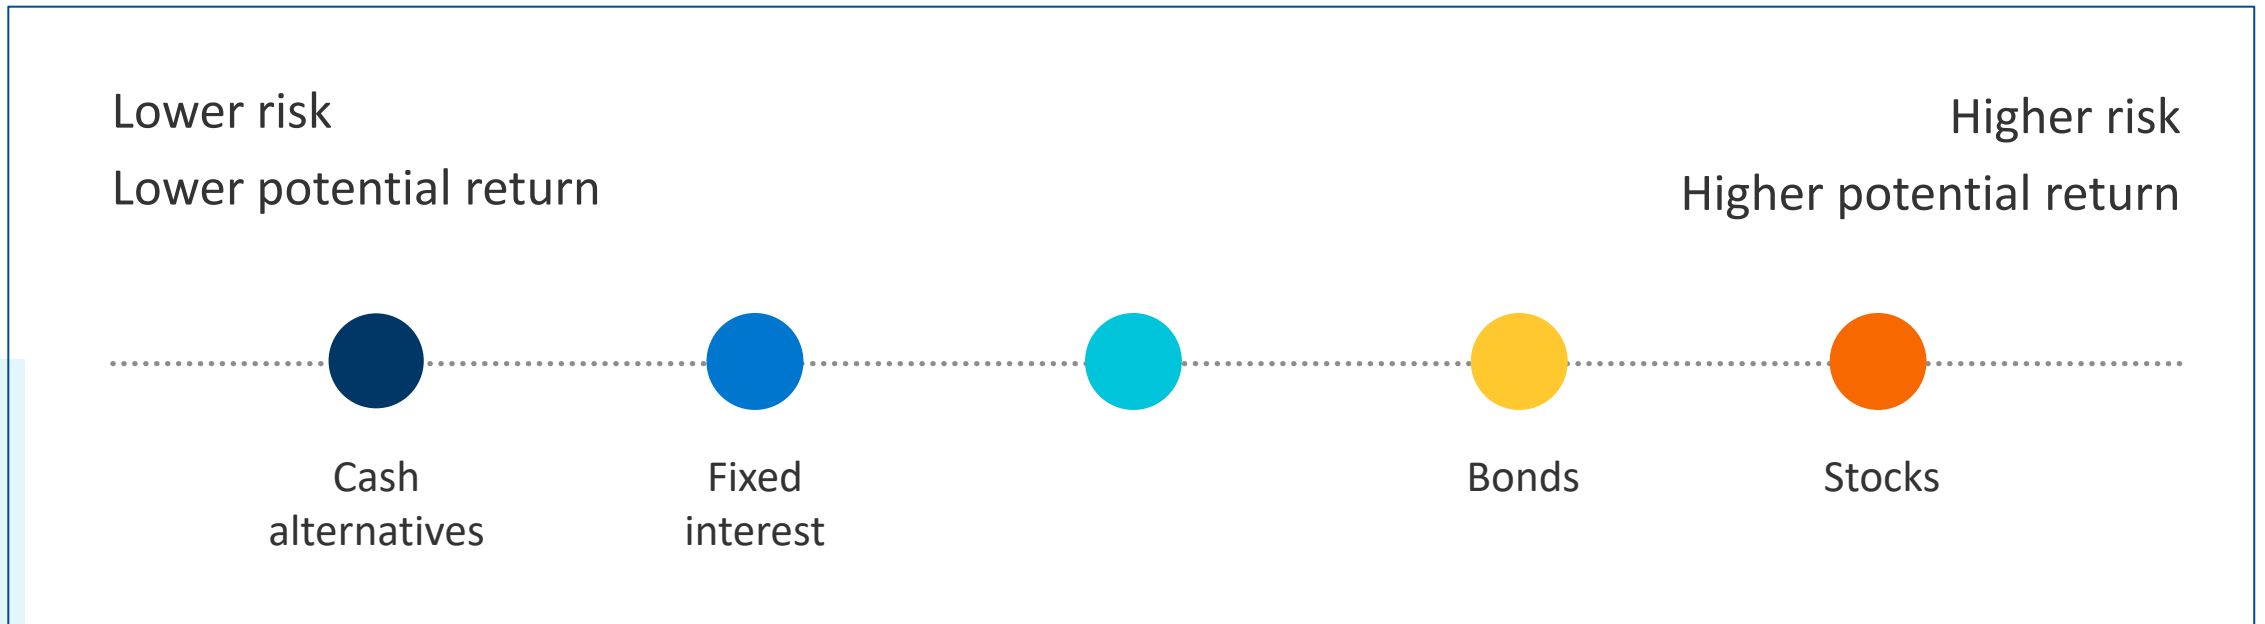 Lower risk
Lower potential return
Higher risk
Higher potential return
Cash
alternatives
Fixed
interest
Bonds
Stocks